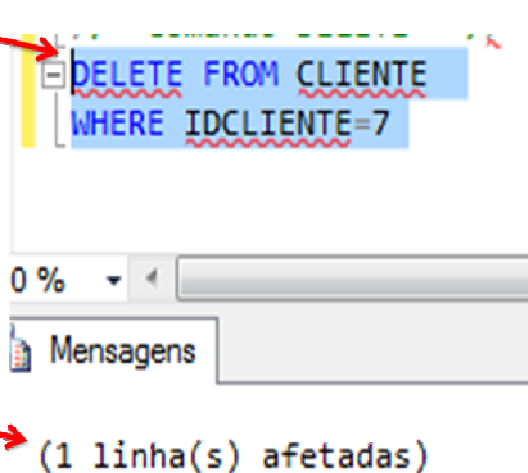 DELETE FROM CLIENTE
WHERE IDCLIENTE=7
0 %
Mensagens
(1 linha(s) afetadas)